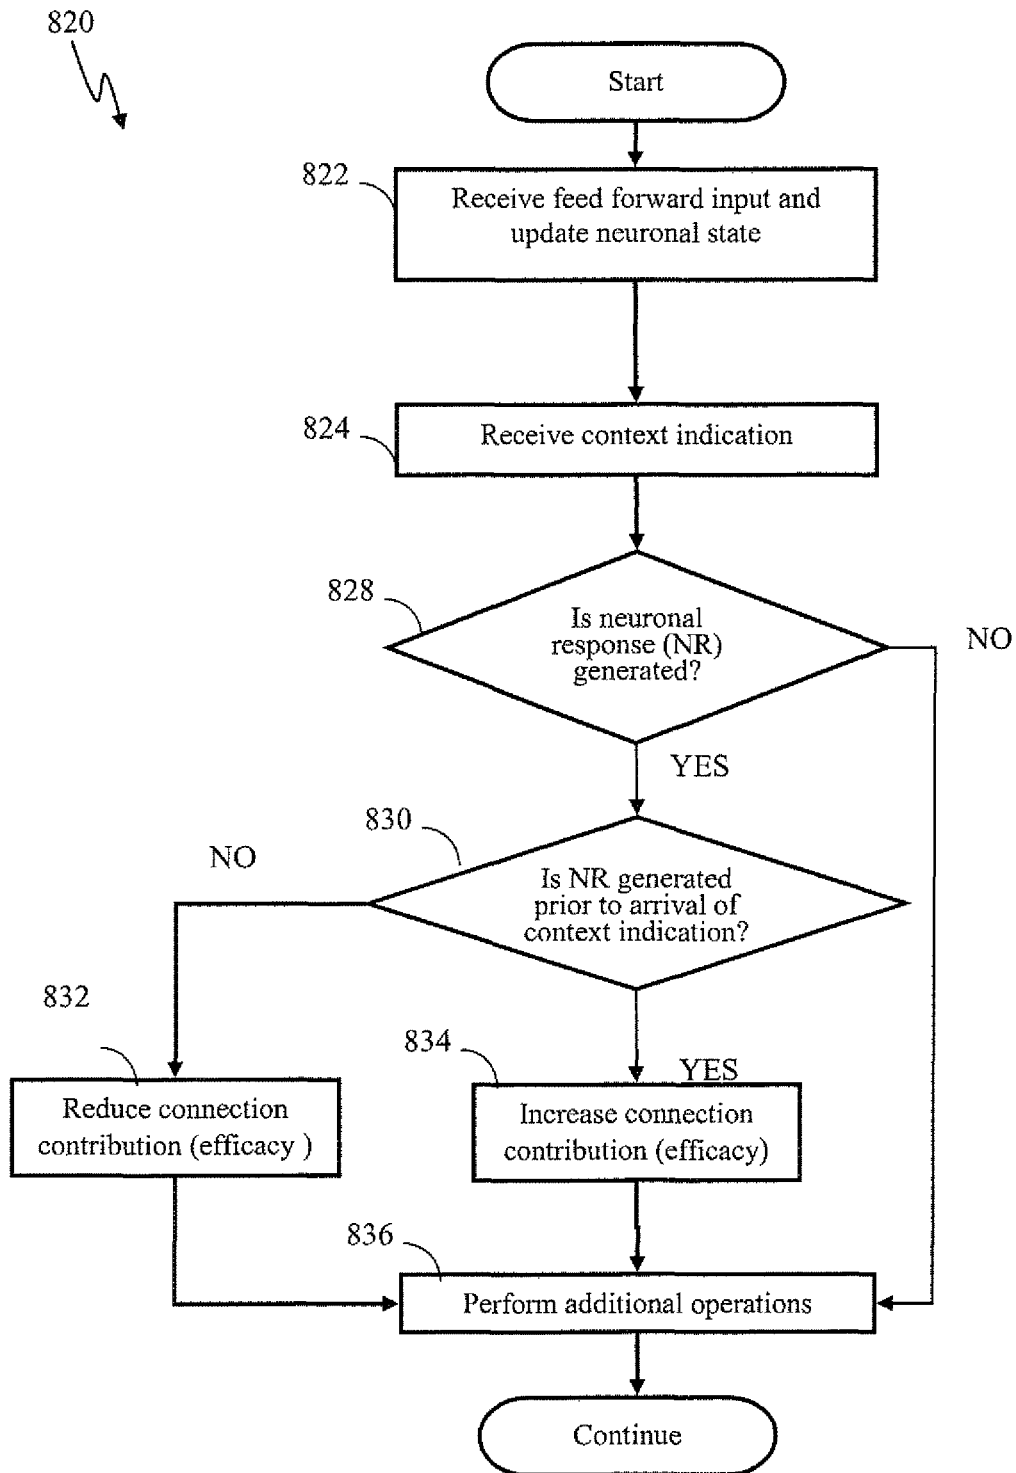 820
Start
822
Receive feed forward input and
update neuronal state
824
Receive context indication
828
Is neuronal
response (NR)
generated?
NO
YES
830
NO
Is NR generated
prior to arrival of
context indication?
832
834
YES
Reduce connection
contribution (efficacy )
Increase connection
contribution (efficacy)
836
Perform additional operations
Continue